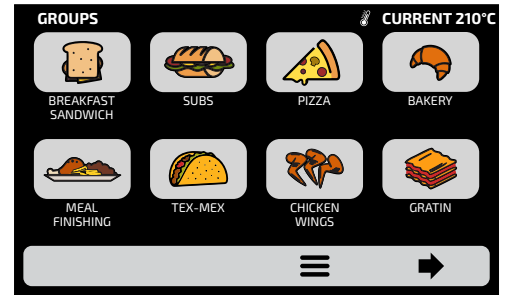 GROUPS
CURRENT 210°C
BREAKFAST
SANDWICH
SUBS
PIZZA
BAKERY
MEAL
FINISHING
TEX-MEX
CHICKEN
WINGS
GRATIN